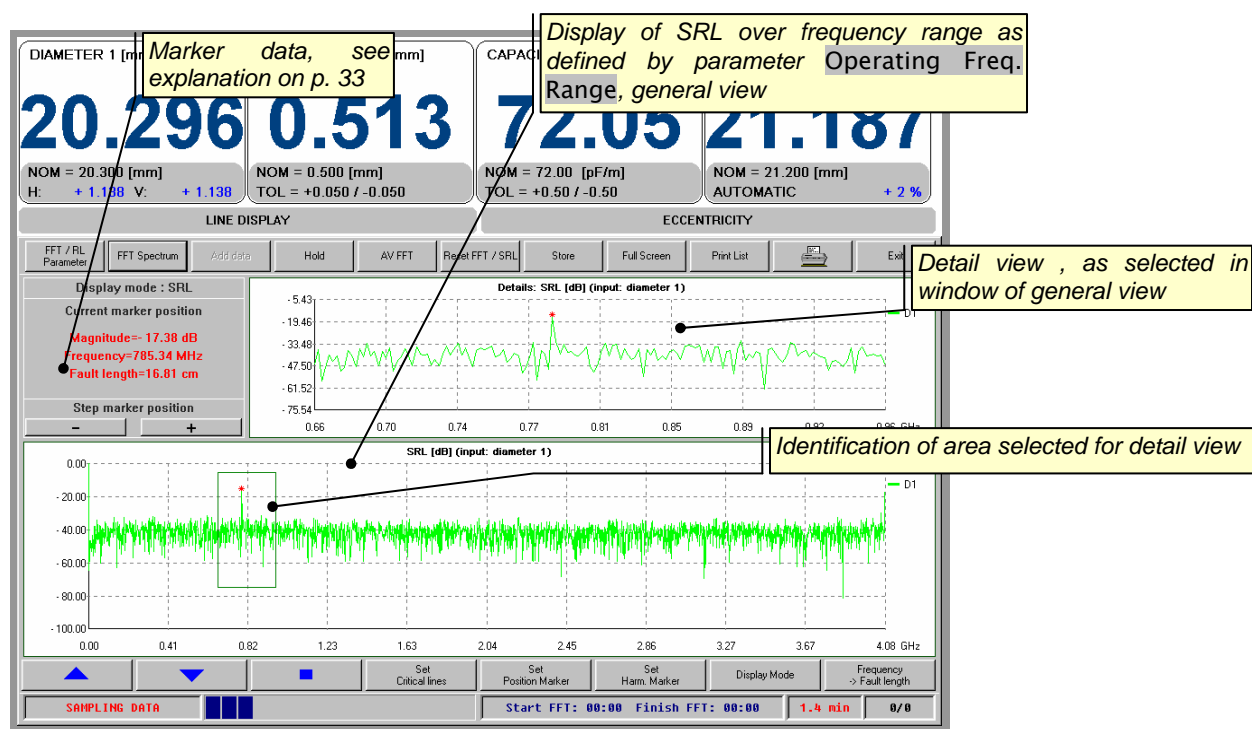 Marker data, see
explanation on p. 33
Display of SRL over frequency range as
defined by parameter Operating Freq.
Range, general view
DIAMETER 1 [m
mm]
CAPAC
20.296
0.513
72.05
21.187
NOM = 20.300 [mm]
H: + 1.138 V: + 1.138
NOM = 0.500 [mm]
TOL = +0.050 / -0.050
NOM = 72.00 [pF/m]
TOL = +0.50 / -0.50
NOM = 21.200 [mm]
AUTOMATIC + 2 %
LINE DISPLAY
ECCENTRICITY
FFT / RL
Parameter
FFT Spectrum
Add data
Hold
AV FFT
Reset FFT / SRL
Store
Full Screen
Print List
Exit
Detail view , as selected in
window of general view
Display mode : SRL
Current marker position
Magnitude=- 17.38 dB
Frequency=785.34 MHz
Fault length=16.81 cm
Step marker position
- +
Details: SRL [dB] (input: diameter 1)
D1
- 5.43
-19.46
-33.48
-47.50
-61.52
-75.54
0.66 0.70 0.74 0.77 0.81 0.85 0.89 0.92 0.96 GHz
Identification of area selected for detail view
SRL [dB] (input: diameter 1)
D1
0.00
-20.00
-40.00
- 60.00
- 80.00
- 100.00
0.00 0.41 0.82 1.23 1.63 2.04 2.45 2.86 3.27 3.67 4.08 GHz
Set
Critical lines
Set
Position Marker
Set
Harm. Marker
Display Mode
Frequency
-> Fault length
SAMPLING DATA
Start FFT: 00:00 Finish FFT: 00:00
1.4 min
0/0